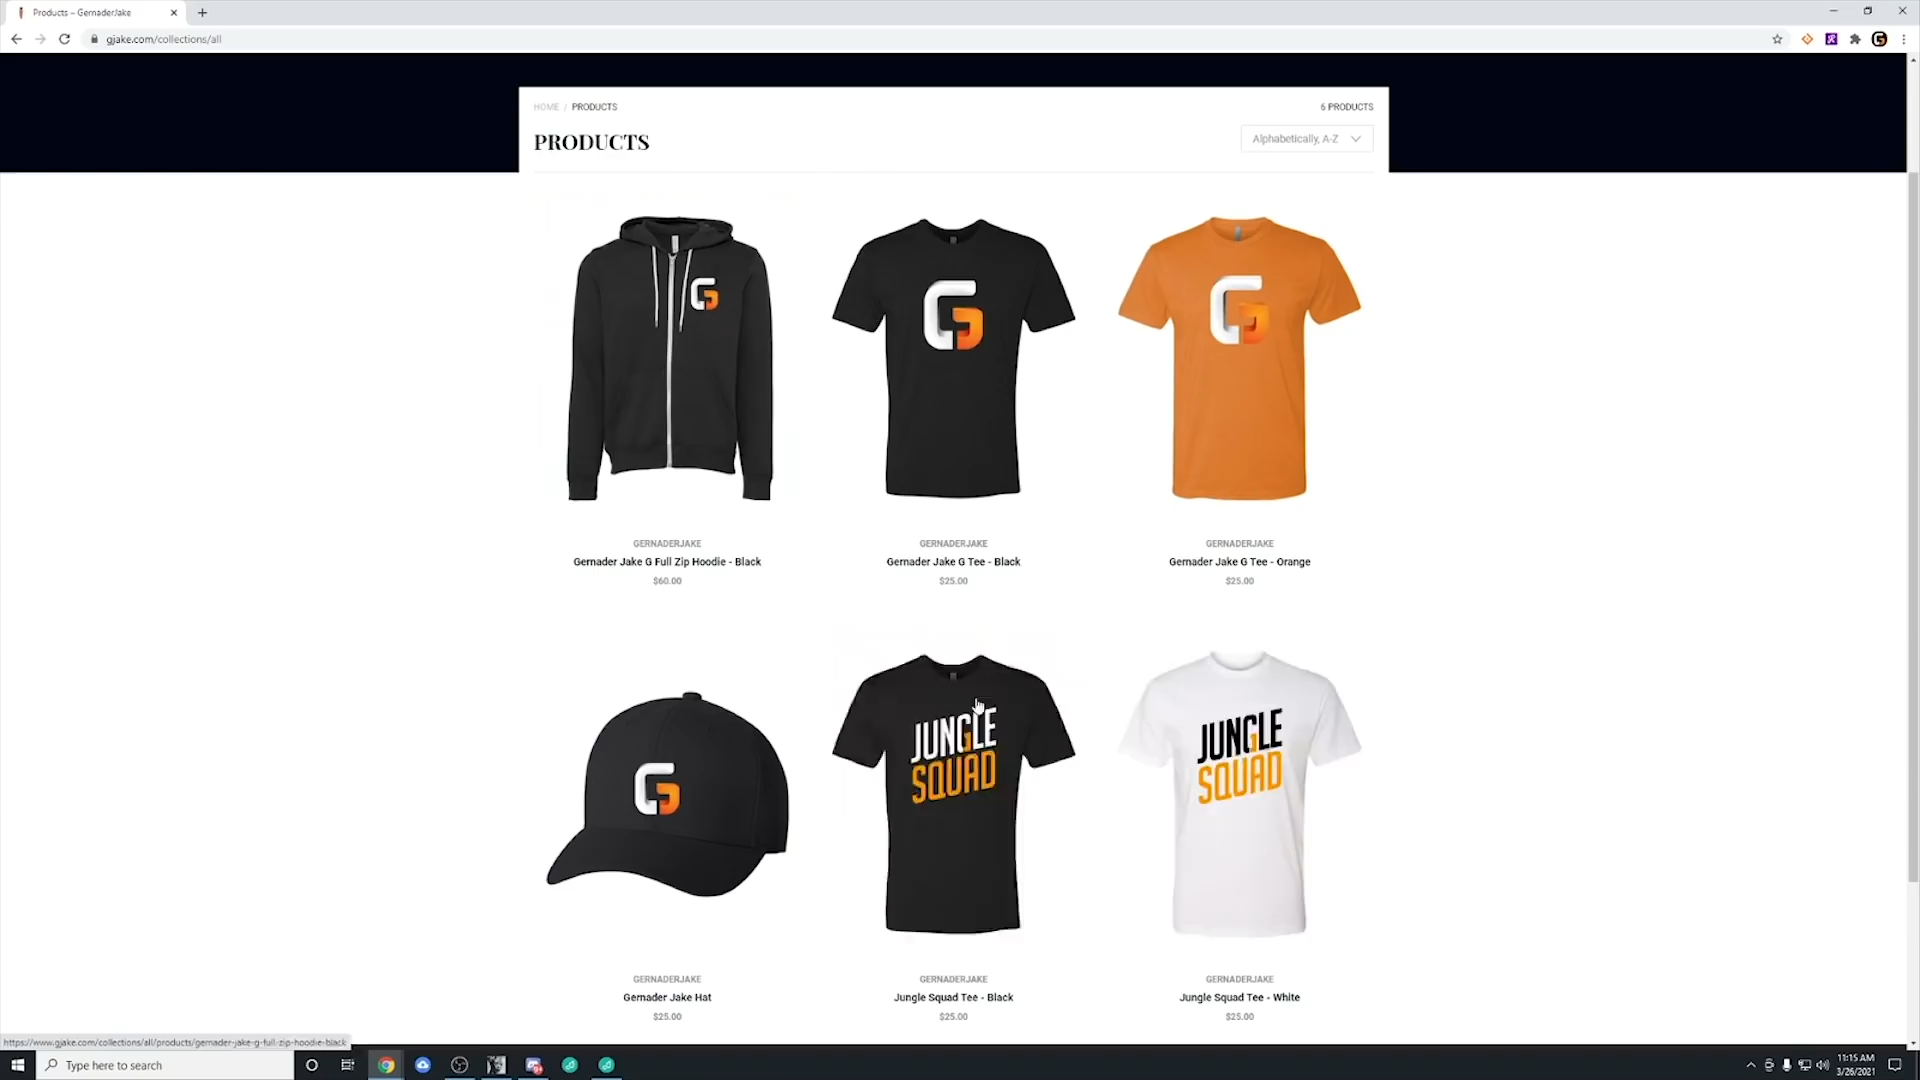 Products – GernaderJake
gjake.com/collections/all
HOME / PRODUCTS
6 PRODUCTS
PRODUCTS
Alphabetically, A-Z
GERNADERJAKE
Gernader Jake G Full Zip Hoodie - Black
$60.00
GERNADERJAKE
Gernader Jake G Tee - Black
$25.00
GERNADERJAKE
Gernader Jake G Tee - Orange
$25.00
JUNGLE
SQUAD
JUNGLE
SQUAD
GERNADERJAKE
Gernader Jake Hat
$25.00
GERNADERJAKE
Jungle Squad Tee - Black
$25.00
GERNADERJAKE
Jungle Squad Tee - White
$25.00
https://www.gjake.com/collections/all/products/gernader-jake-g-full-zip-hoodie-black
Type here to search
11:15 AM
3/26/2021